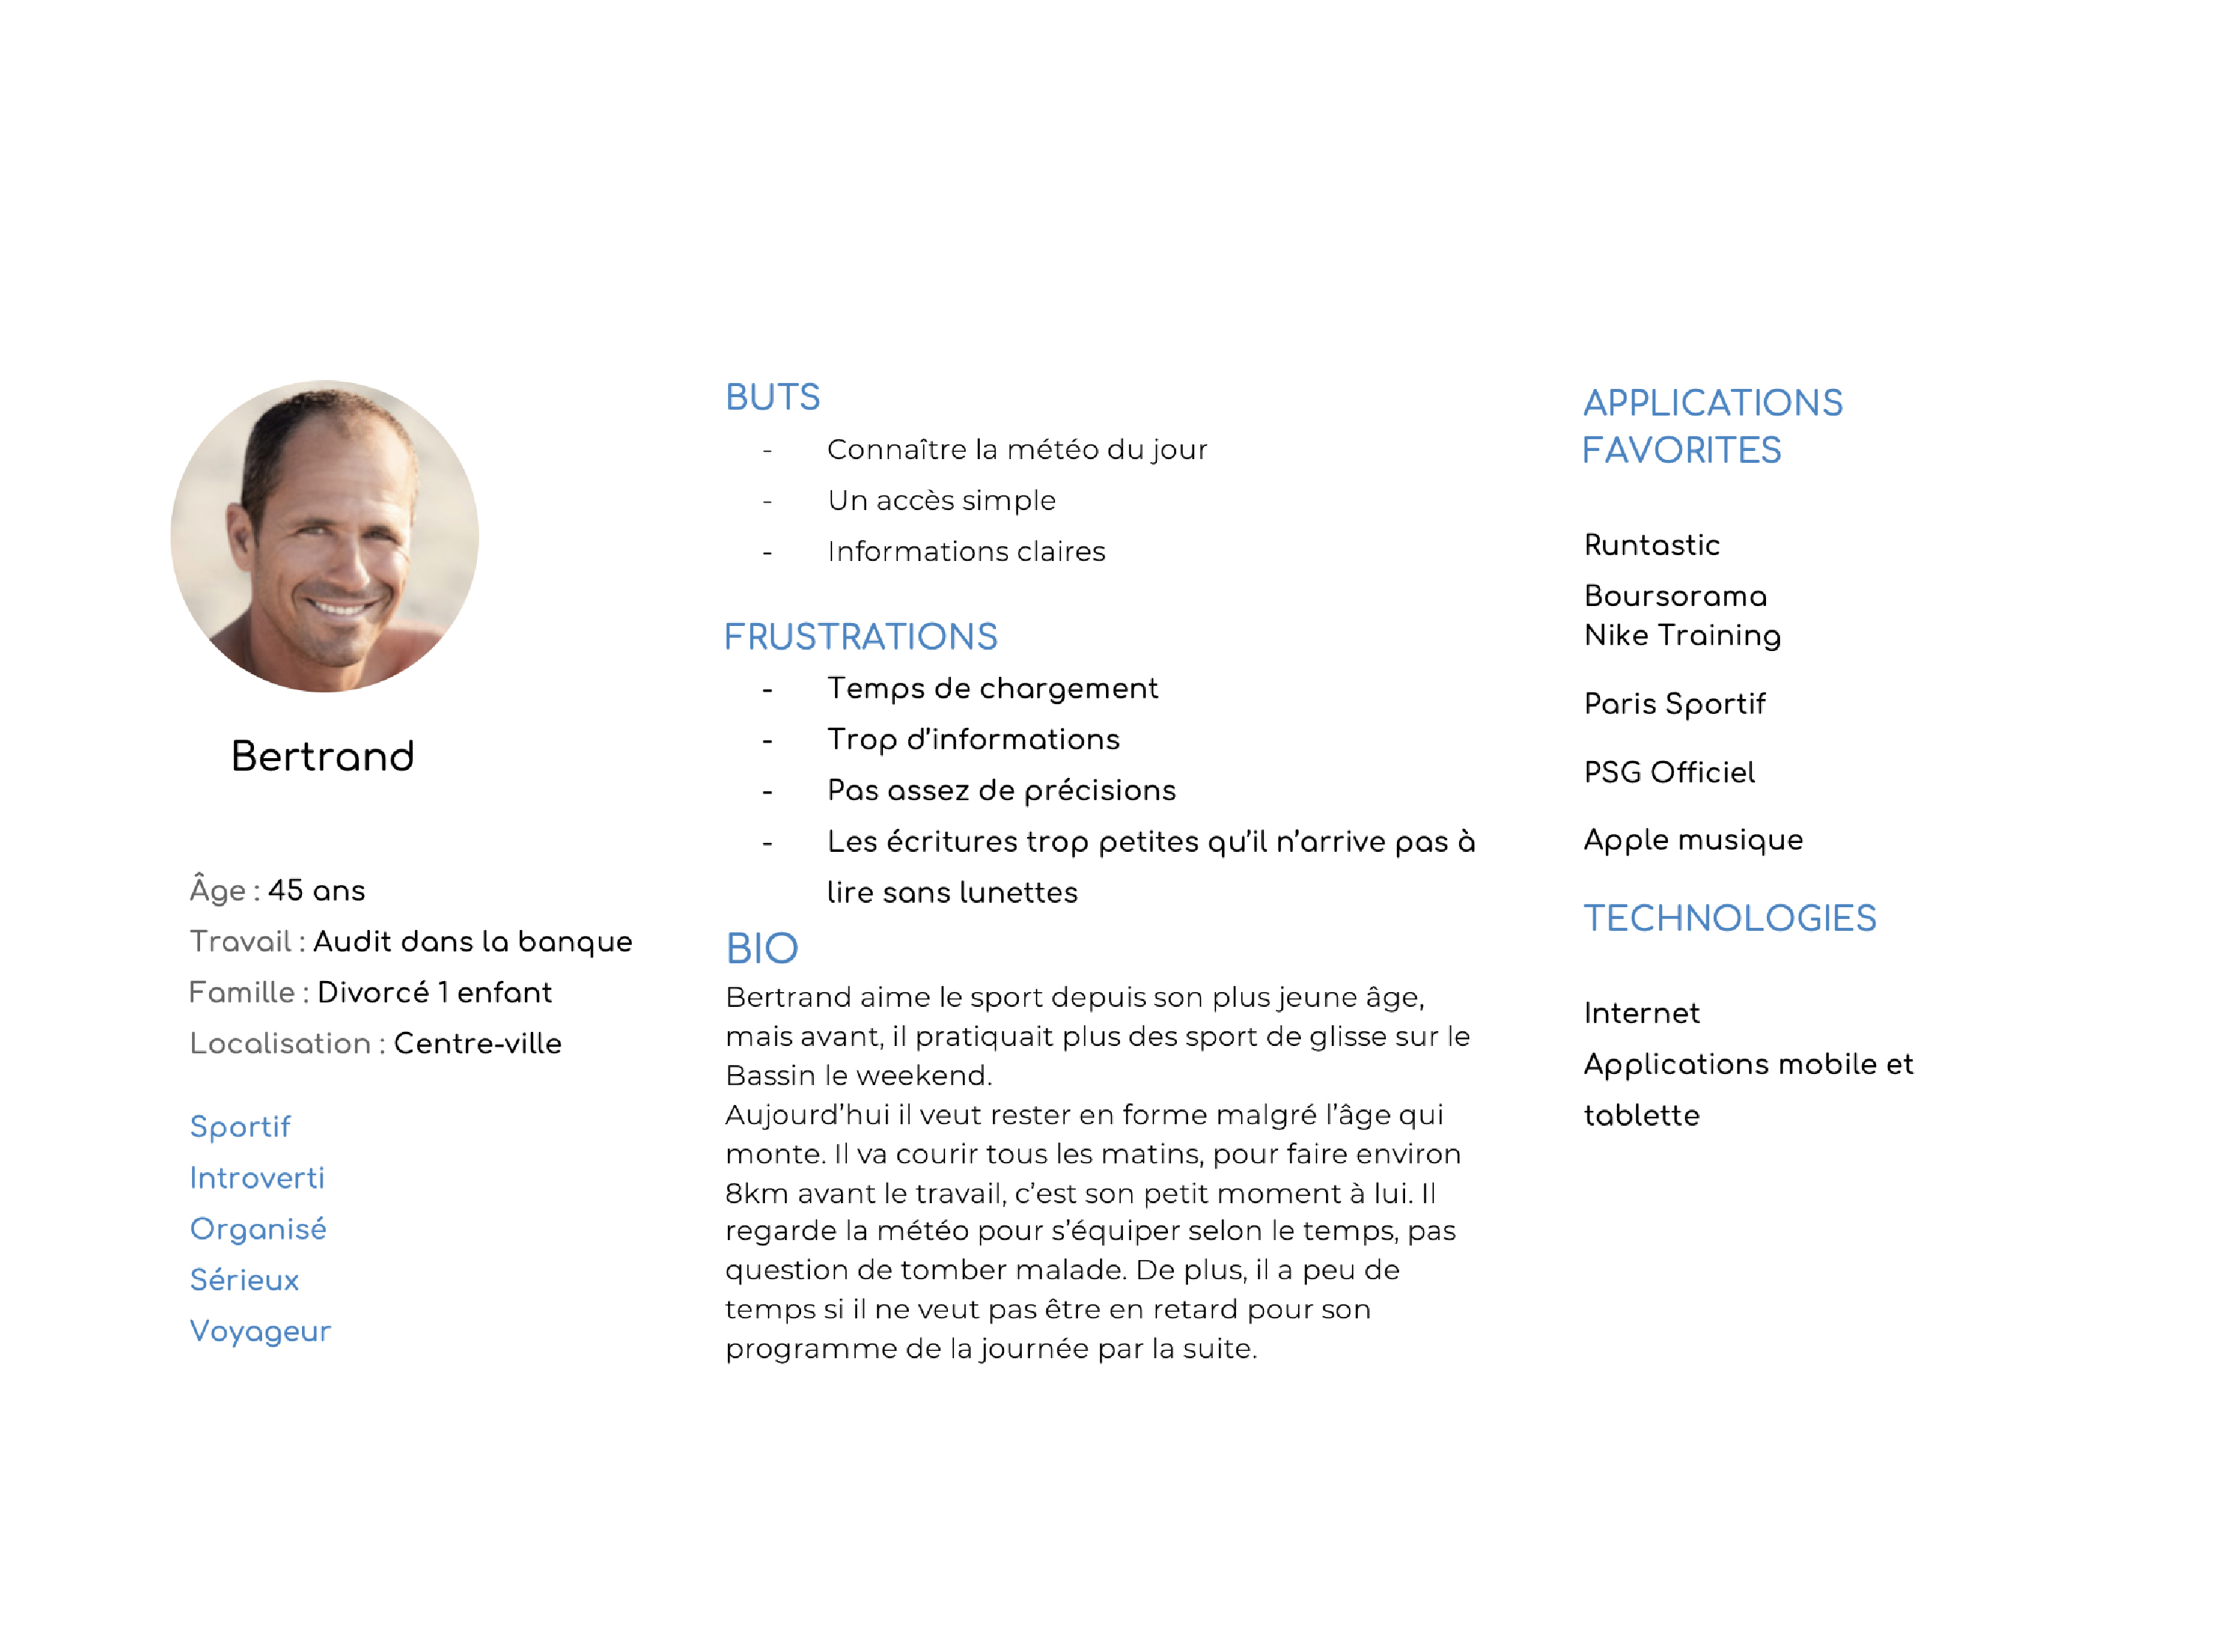 Bertrand
Âge : 45 ans
Travail : Audit dans la banque
Famille : Divorcé 1 enfant
Localisation : Centre-ville
Sportif
Introverti
Organisé
Sérieux
Voyageur
BUTS
- Connaître la météo du jour
- Un accès simple
- Informations claires
FRUSTRATIONS
- Temps de chargement
- Trop d’informations
- Pas assez de précisions
- Les écritures trop petites qu’il n’arrive pas à
lire sans lunettes
BIO
Bertrand aime le sport depuis son plus jeune âge,
mais avant, il pratiquait plus des sport de glisse sur le
Bassin le weekend.
Aujourd’hui il veut rester en forme malgré l’âge qui
monte. Il va courir tous les matins, pour faire environ
8km avant le travail, c’est son petit moment à lui. Il
regarde la météo pour s’équiper selon le temps, pas
question de tomber malade. De plus, il a peu de
temps si il ne veut pas être en retard pour son
programme de la journée par la suite.
APPLICATIONS
FAVORITES
Runtastic
Boursorama
Nike Training
Paris Sportif
PSG Officiel
Apple musique
TECHNOLOGIES
Internet
Applications mobile et
tablette